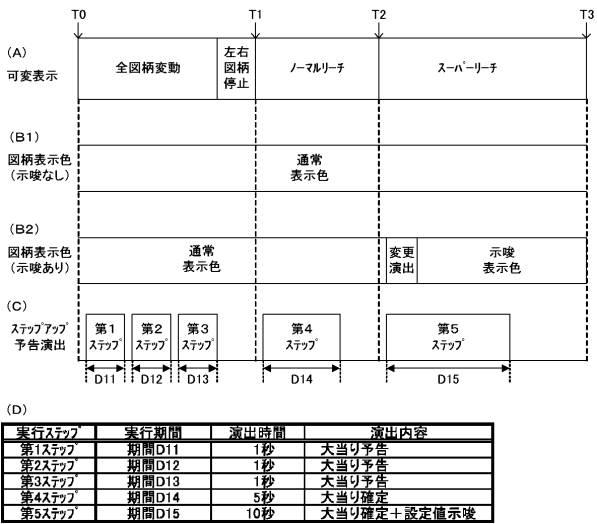 T0 T1 T2 T3
(A)
可変表示
全図柄変動
左右
図柄
停止
ノーマルリーチ
スーパーリーチ
(B1)
図柄表示色
(示唆なし)
通常
表示色
(B2)
図柄表示色
(示唆あり)
通常
表示色
変更
演出
示唆
表示色
(C)
ステップアップ
予告演出
第1
ステップ
第2
ステップ
第3
ステップ
第4
ステップ
第5
ステップ
D11 D12 D13 D14 D15
(D)
実行ステップ 実行期間 演出時間 演出内容
第1ステップ 期間D11 1秒 大当り予告
第2ステップ 期間D12 1秒 大当り予告
第3ステップ 期間D13 1秒 大当り予告
第4ステップ 期間D14 5秒 大当り確定
第5ステップ 期間D15 10秒 大当り確定+設定値示唆